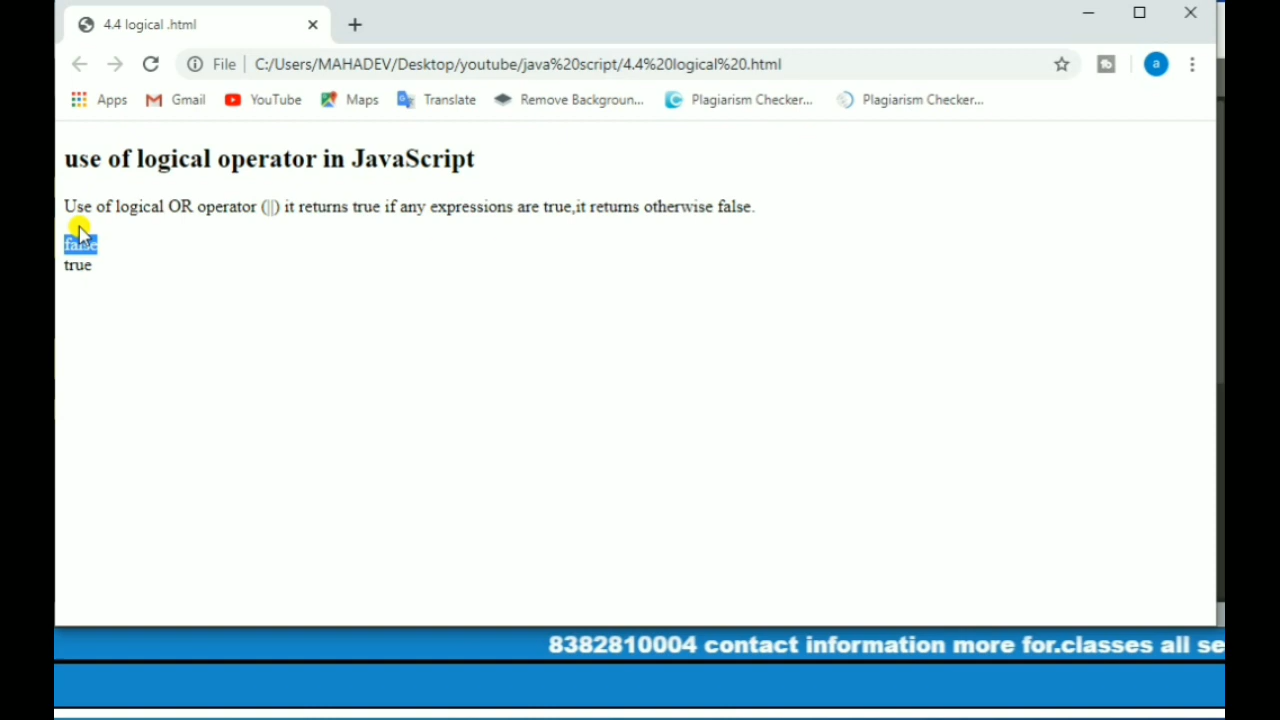 4.4 logical .html
File C:/Users/MAHADEV/Desktop/youtube/java%20script/4.4%20logical%20.html a
Apps Gmail YouTube Maps Translate Remove Backgroun... Plagiarism Checker... Plagiarism Checker...
use of logical operator in JavaScript
Use of logical OR operator (||) it returns true if any expressions are true,it returns otherwise false.
false
true
8382810004 contact information more for.classes all se